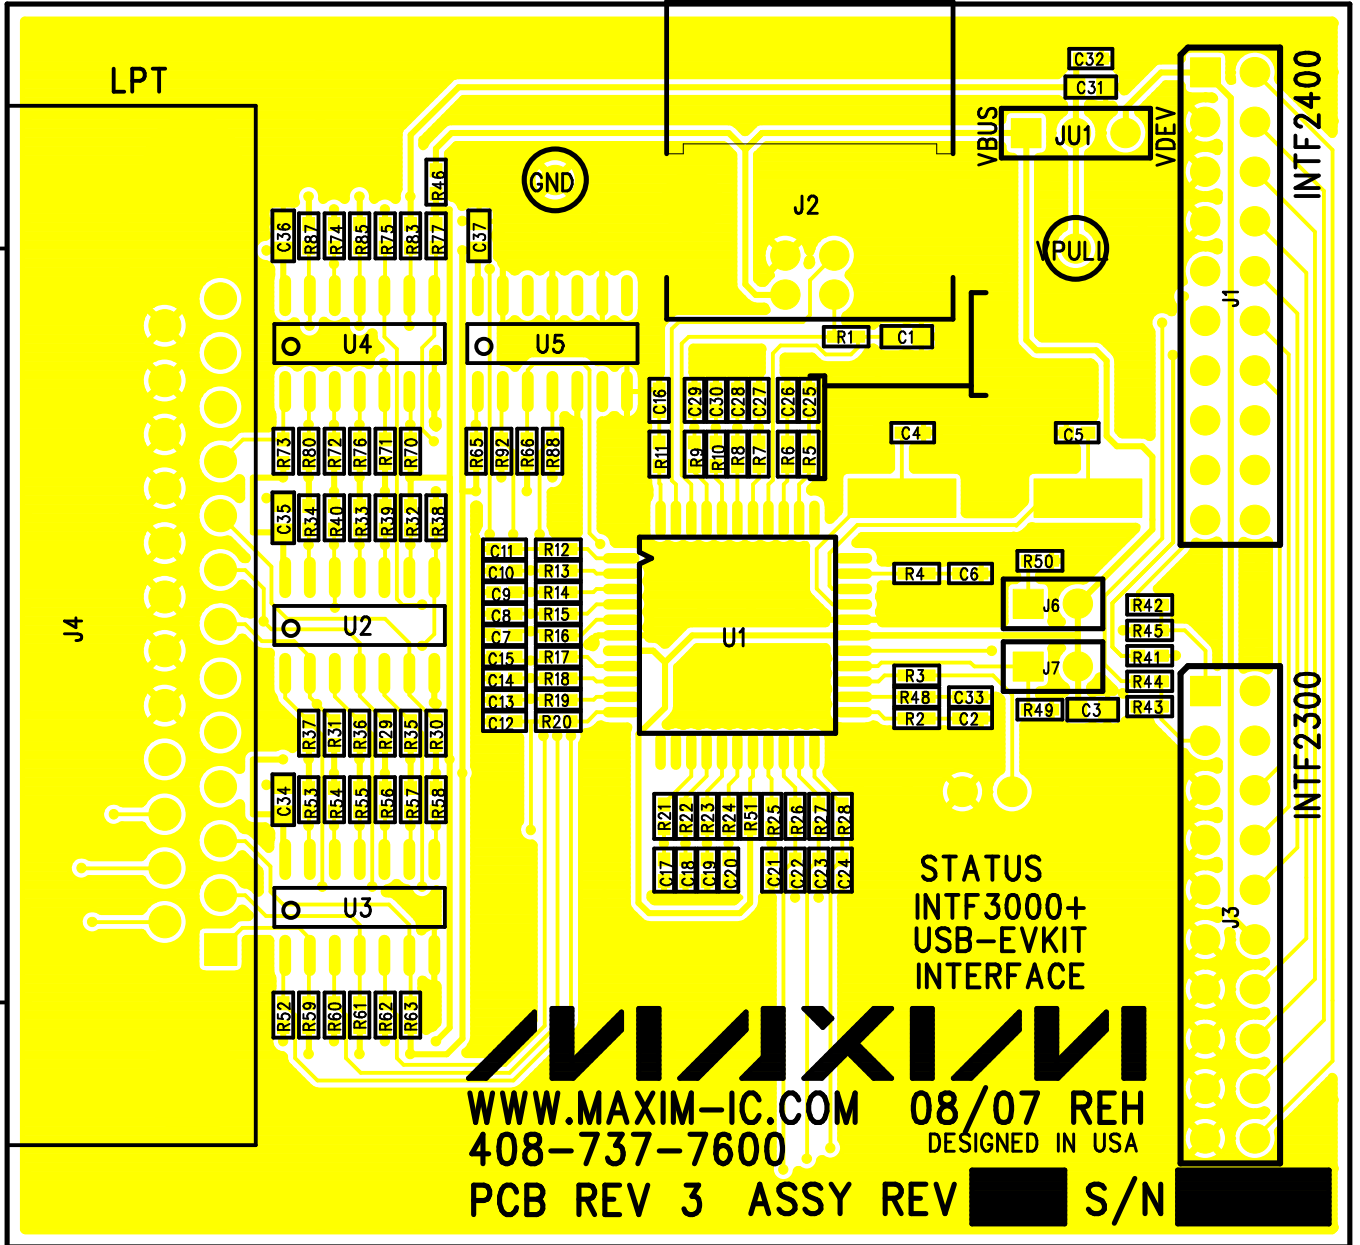 LPT
C32
C31
VBUS
JU1
VDEV
INTF2400
R46
GND
J2
VPULL
C36
R87
R74
R85
R75
R83
R77
C37
J1
U4
U5
R1
C1
C16
C29
C30
C28
C27
C26
C25
R73
R80
R72
R76
R71
R70
R65
R92
R66
R88
R11
R9
R10
R8
R7
R6
R5
C4
C5
C35
R34
R40
R33
R39
R32
R38
C11 R12
C10 R13
C9 R14
C8 R15
C7 R16
C15 R17
C14 R18
C13 R19
C12 R20
R4 C6
R50
J6
R42
R45
R41
R44
R43
J4
U2
U1
J7
R3
R48 C33
R2 C2
R49 C3
R37
R31
R36
R29
R35
R30
INTF2300
C34
R53
R54
R55
R56
R57
R58
R21
R22
R23
R24
R51
R25
R26
R27
R28
C17
C18
C19
C20
C21
C22
C23
C24
U3
J3
STATUS
INTF3000+
USB-EVKIT
INTERFACE
R52
R59
R60
R61
R62
R63
MAXIM
WWW.MAXIM-IC.COM 08/07 REH
408-737-7600 DESIGNED IN USA
PCB REV 3 ASSY REV S/N